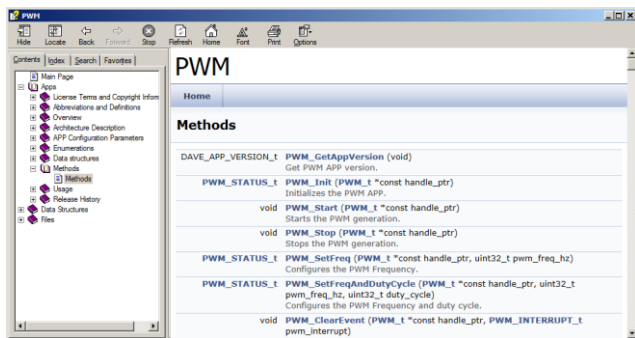 PWM
Hide Locate Back Forward Stop Refresh Home Font Print Options
Contents Index Search Favorites
Main Page
Apps
License Terms and Copyright Inform
Abbreviations and Definitions
Overview
Architecture Description
APP Configuration Parameters
Enumerations
Data structures
Methods
Methods
Usage
Release History
Data Structures
Files
PWM
Home
Methods
DAVE_APP_VERSION_t PWM_GetAppVersion (void)
Get PWM APP version.
PWM_STATUS_t PWM_Init (PWM_t *const handle_ptr)
Initializes the PWM APP.
void PWM_Start (PWM_t *const handle_ptr)
Starts the PWM generation.
void PWM_Stop (PWM_t *const handle_ptr)
Stops the PWM generation.
PWM_STATUS_t PWM_SetFreq (PWM_t *const handle_ptr, uint32_t pwm_freq_hz)
Configures the PWM Frequency.
PWM_STATUS_t PWM_SetFreqAndDutyCycle (PWM_t *const handle_ptr, uint32_t
pwm_freq_hz, uint32_t duty_cycle)
Configures the PWM Frequency and duty cycle.
void PWM_ClearEvent (PWM_t *const handle_ptr, PWM_INTERRUPT_t
pwm_interrupt)